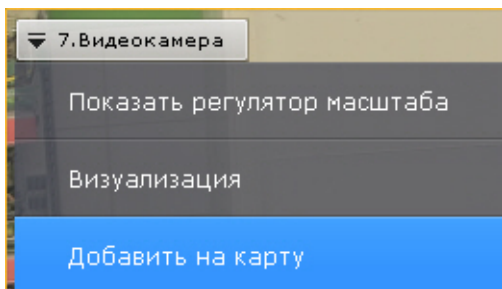 7.Видеокамера
Показать регулятор масштаба
Визуализация
Добавить на карту